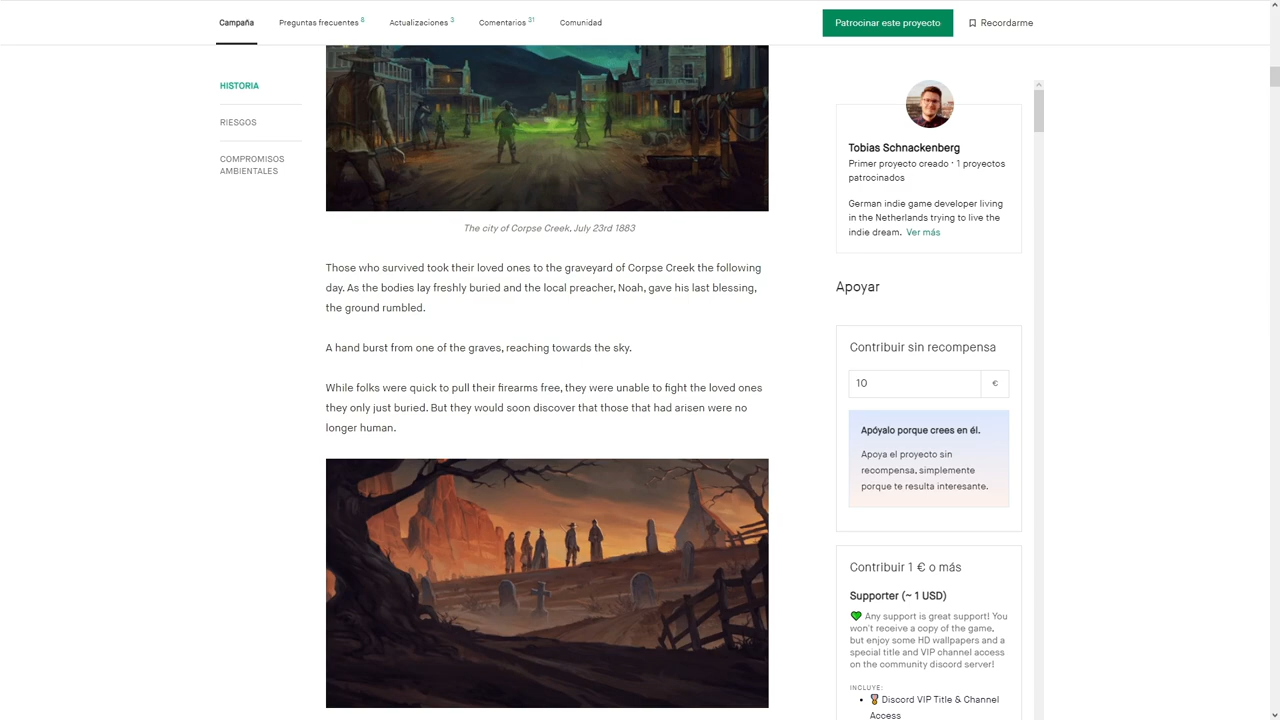 Campaña
Preguntas frecuentes 8
Actualizaciones 3
Comentarios 31
Comunidad
Patrocinar este proyecto
Recordarme
HISTORIA
RIESGOS
COMPROMISOS
AMBIENTALES
The city of Corpse Creek, July 23rd 1883
Those who survived took their loved ones to the graveyard of Corpse Creek the following
day. As the bodies lay freshly buried and the local preacher, Noah, gave his last blessing,
the ground rumbled.
A hand burst from one of the graves, reaching towards the sky.
While folks were quick to pull their firearms free, they were unable to fight the loved ones
they only just buried. But they would soon discover that those that had arisen were no
longer human.
Tobias Schnackenberg
Primer proyecto creado · 1 proyectos
patrocinados
German indie game developer living
in the Netherlands trying to live the
indie dream. Ver más
Apoyar
Contribuir sin recompensa
10 €
Apóyalo porque crees en él.
Apoya el proyecto sin
recompensa, simplemente
porque te resulta interesante.
Contribuir 1 € o más
Supporter (~ 1 USD)
💚 Any support is great support! You
won't receive a copy of the game,
but enjoy some HD wallpapers and a
special title and VIP channel access
on the community discord server!
INCLUYE:
• 🎖 Discord VIP Title & Channel
Access